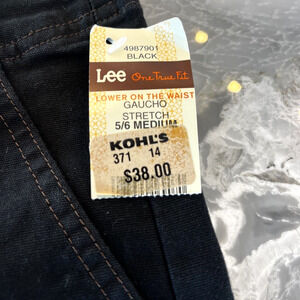 4987901
BLACK
Lee One True Fit
LOWER ON THE WAIST
GAUCHO
STRETCH
5/6 MEDIUM
KOHL'S
371 14
$38.00